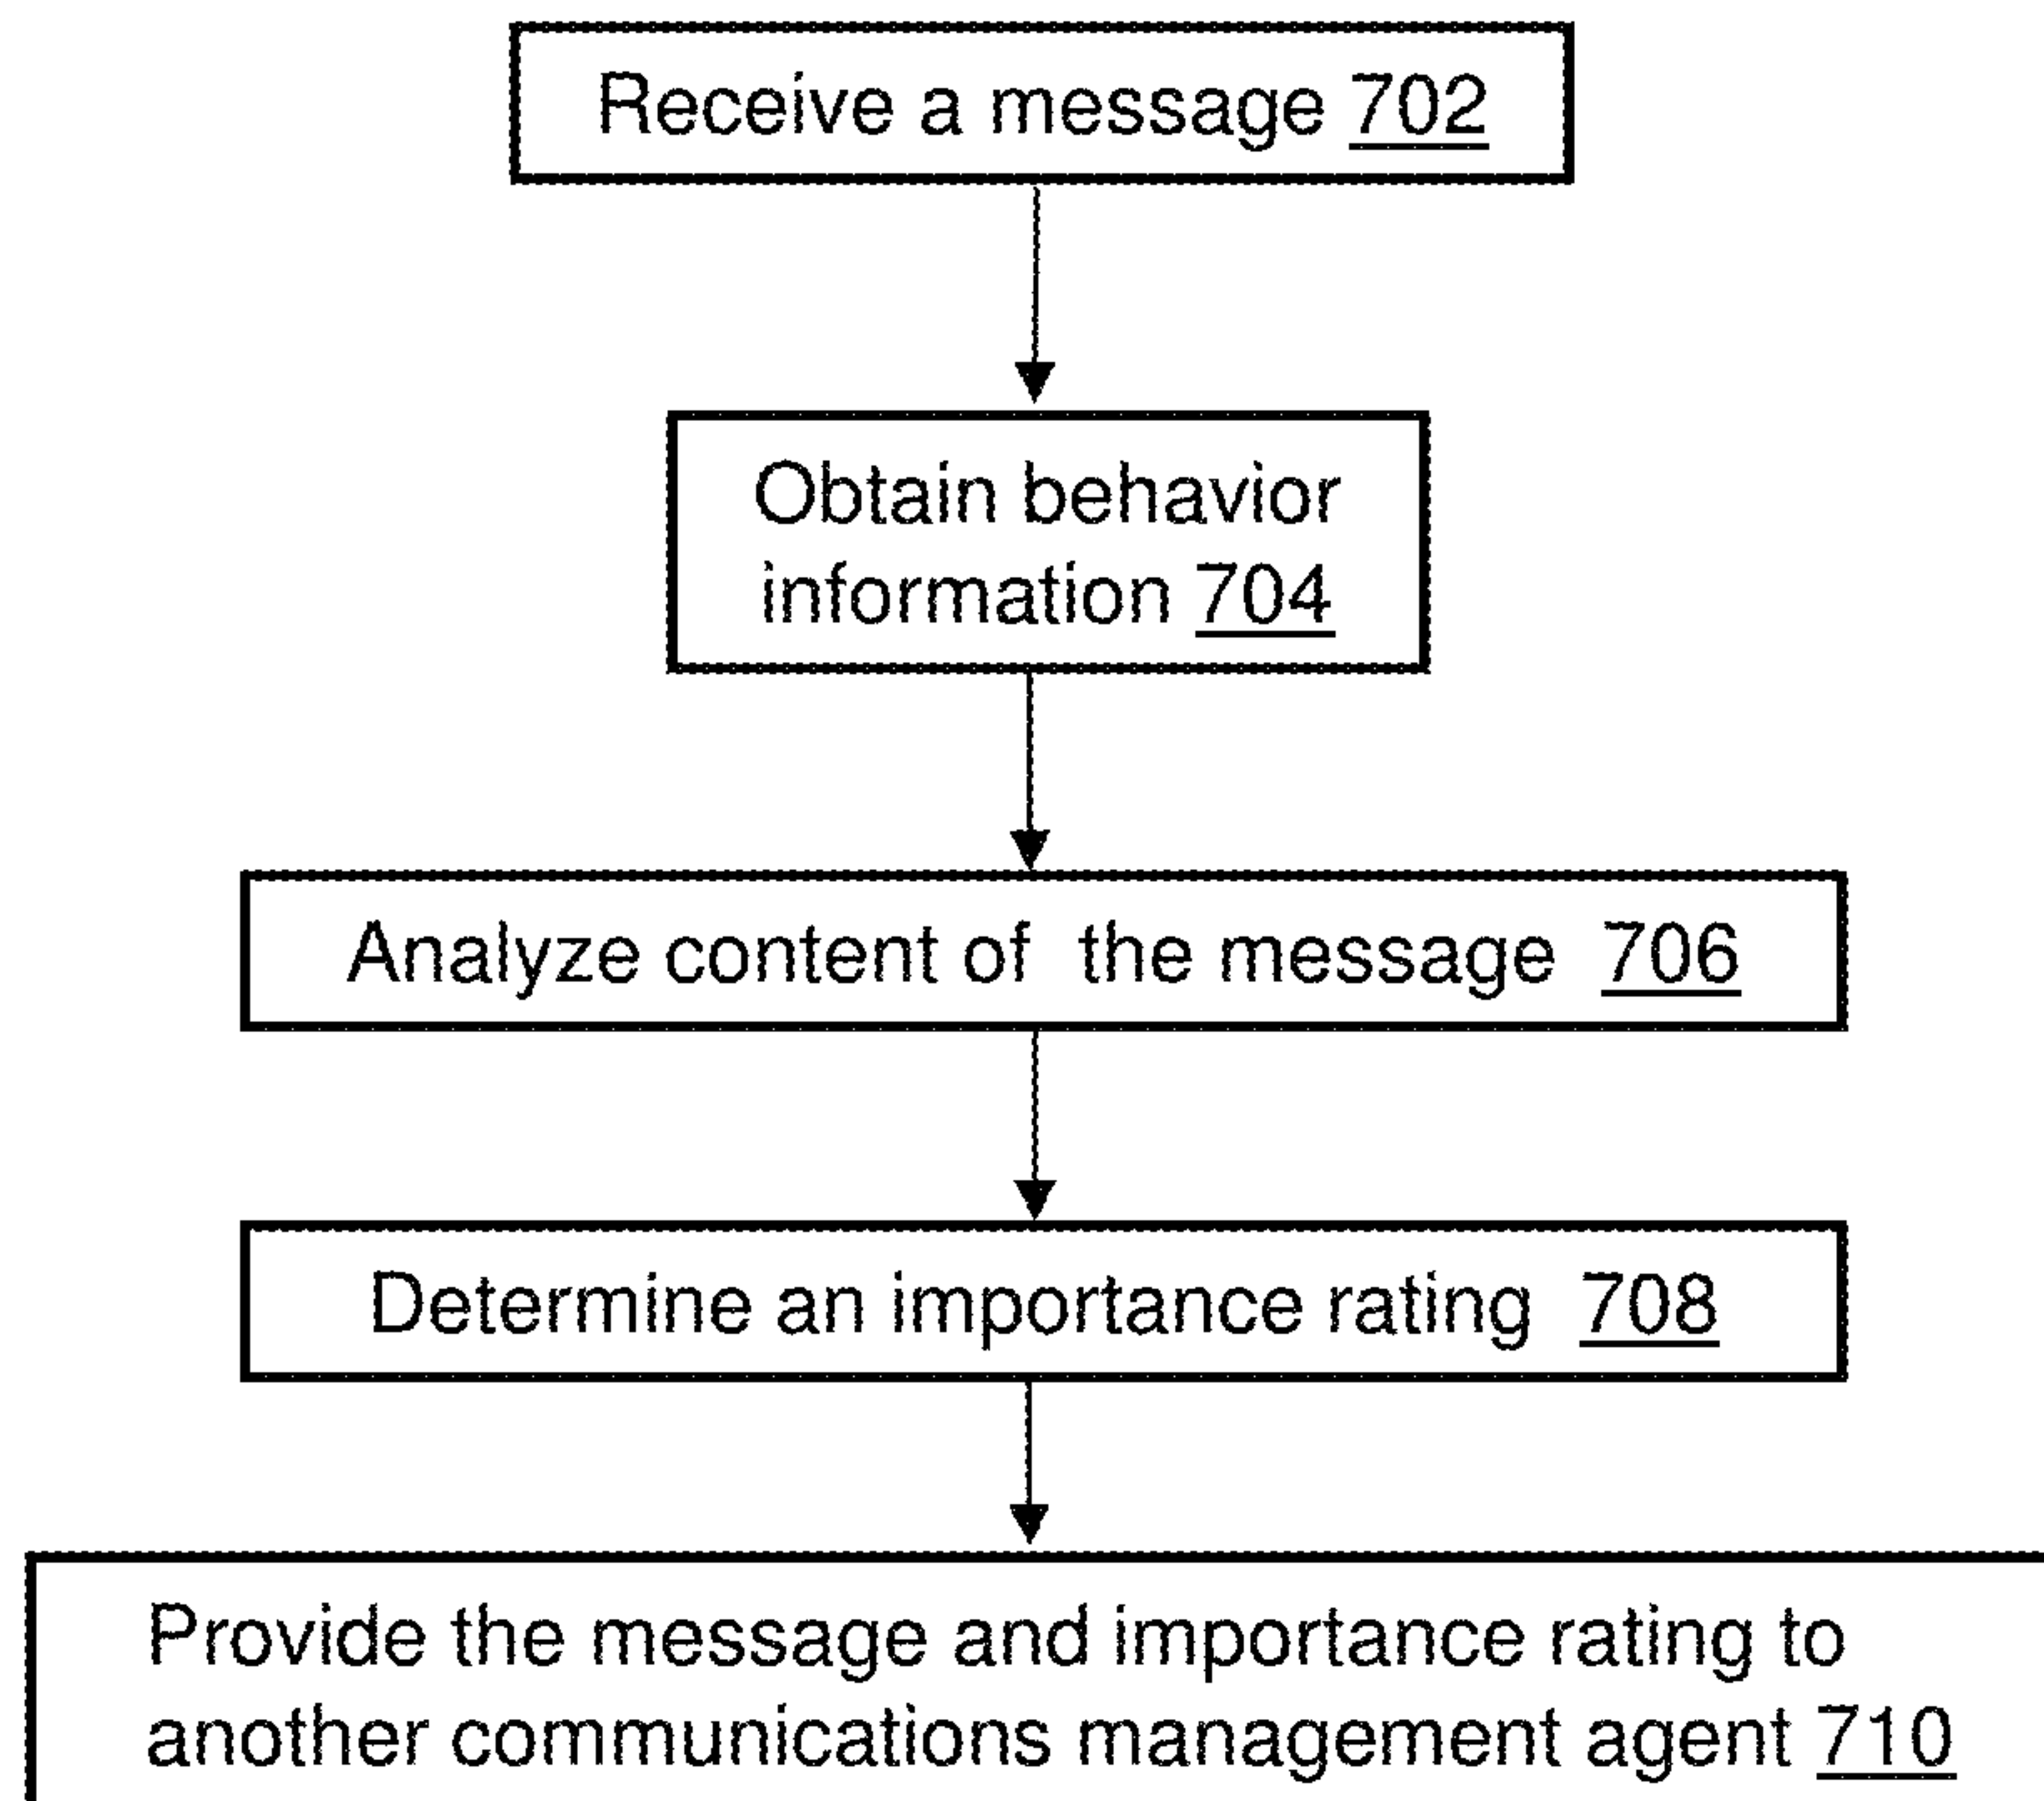 Receive a message 702
Obtain behavior
information 704
Analyze content of the message 706
Determine an importance rating 708
Provide the message and importance rating to
another communications management agent 710